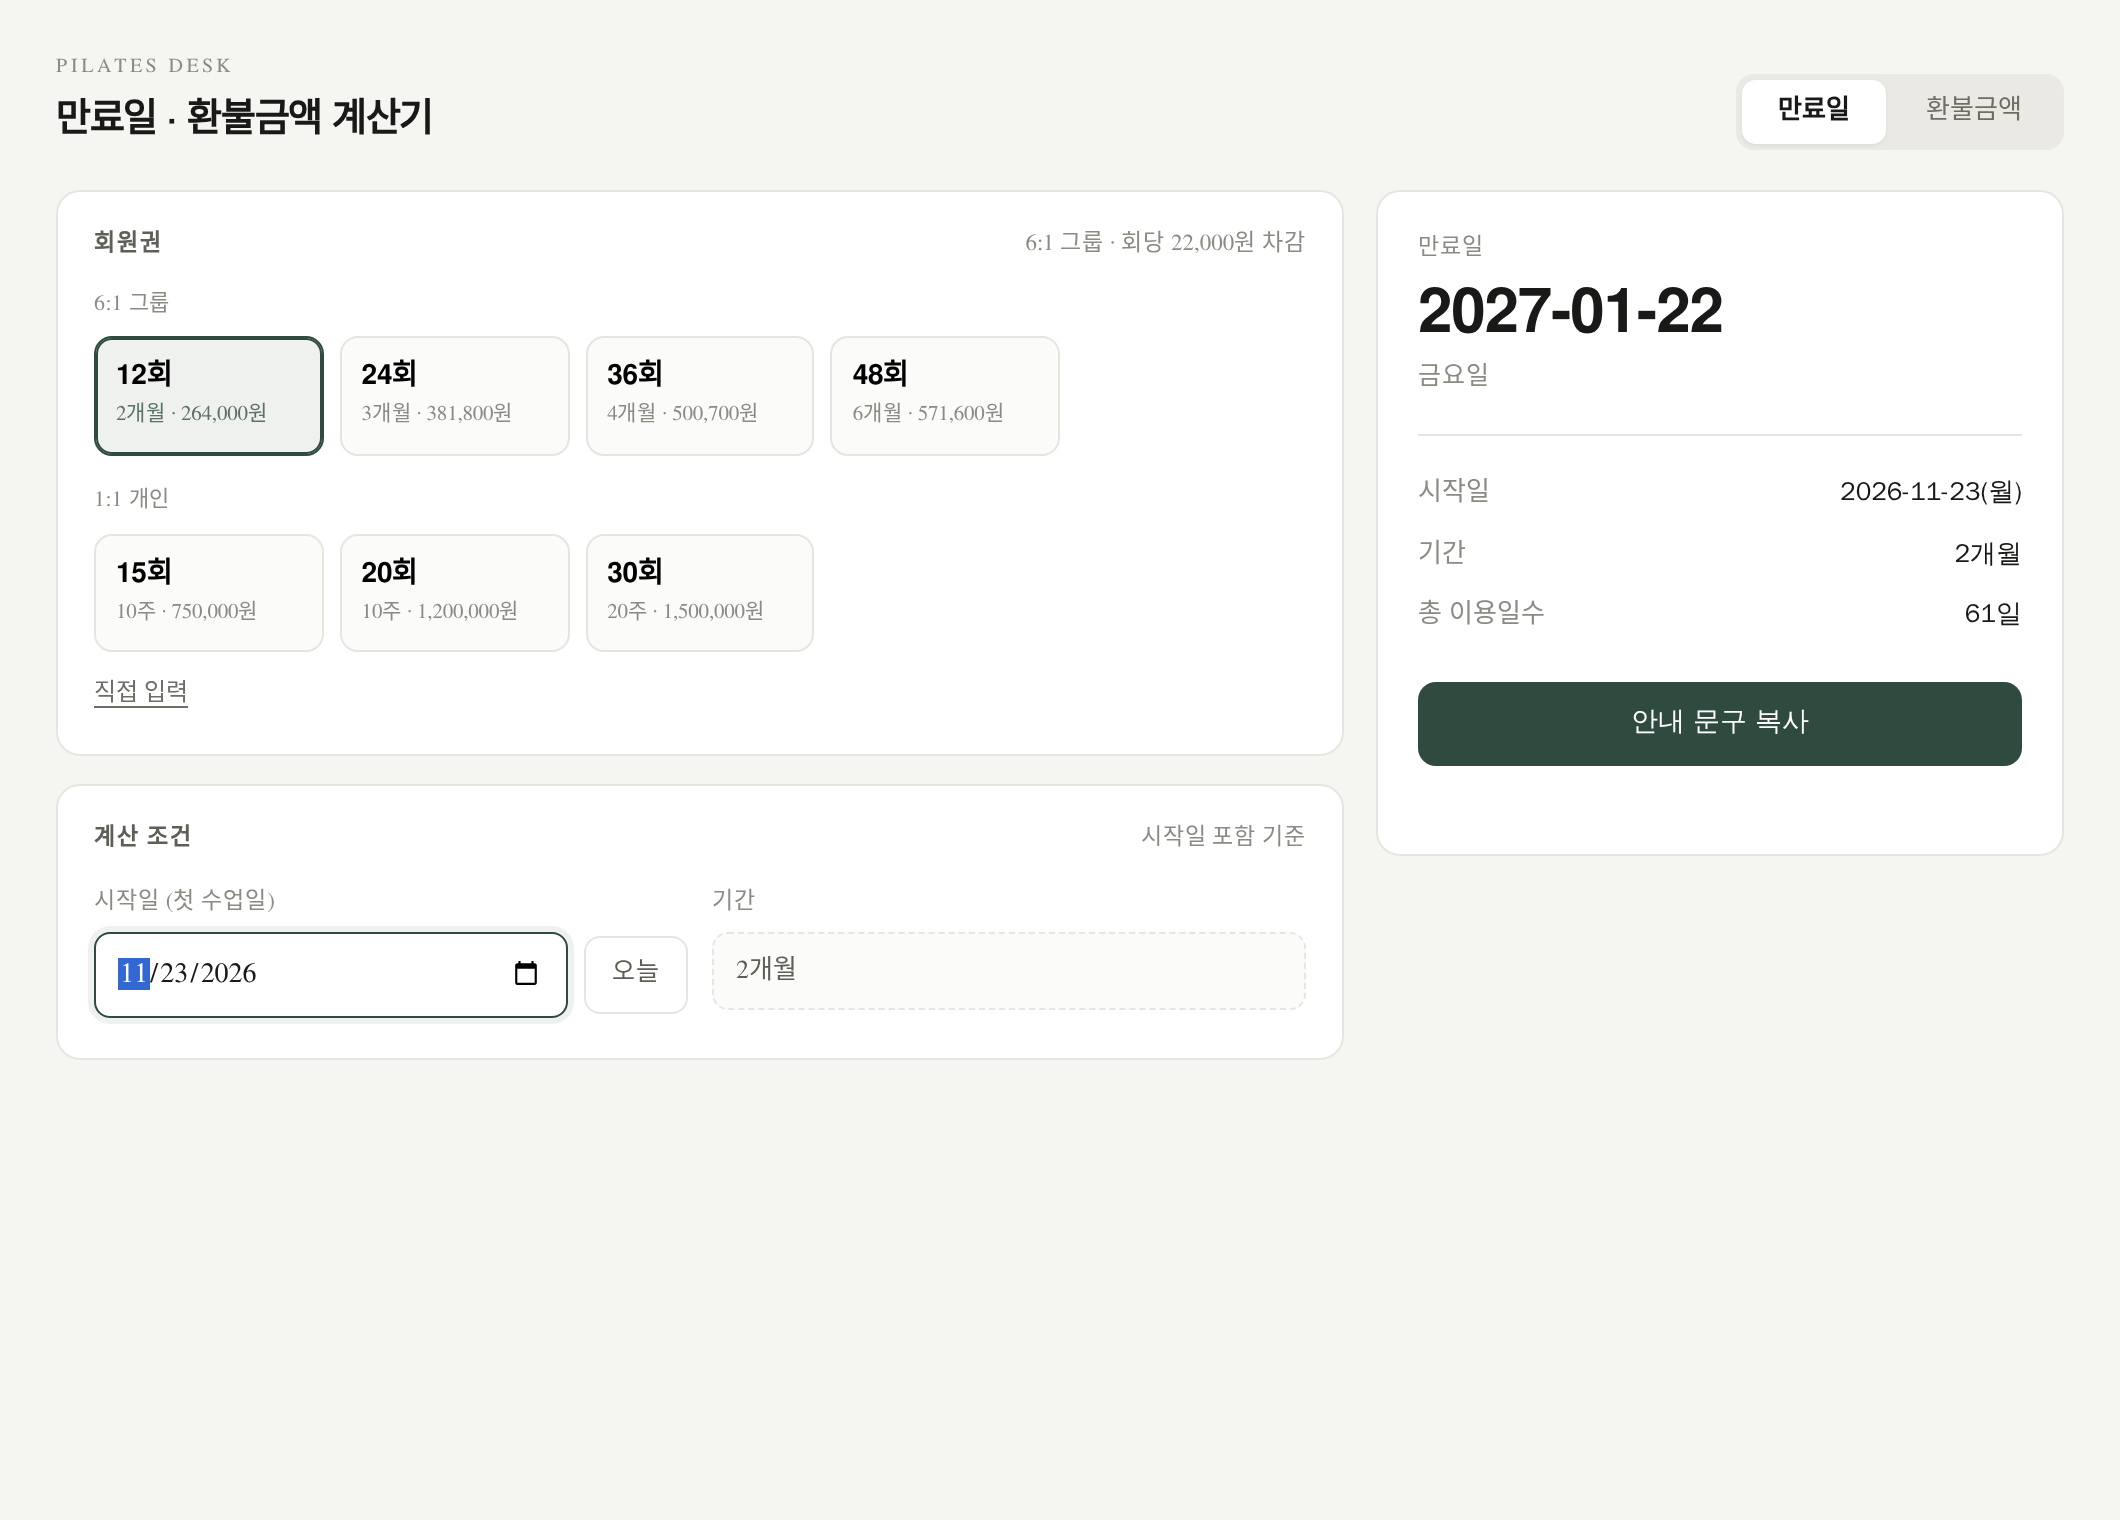 PILATES DESK
만료일 · 환불금액 계산기
만료일
환불금액
회원권
6:1 그룹 · 회당 22,000원 차감
6:1 그룹
12회
2개월 · 264,000원
24회
3개월 · 381,800원
36회
4개월 · 500,700원
48회
6개월 · 571,600원
1:1 개인
15회
10주 · 750,000원
20회
10주 · 1,200,000원
30회
20주 · 1,500,000원
직접 입력
계산 조건
시작일 포함 기준
시작일 (첫 수업일)
11/23/2026
오늘
기간
2개월
만료일
2027-01-22
금요일
시작일
2026-11-23(월)
기간
2개월
총 이용일수
61일
안내 문구 복사